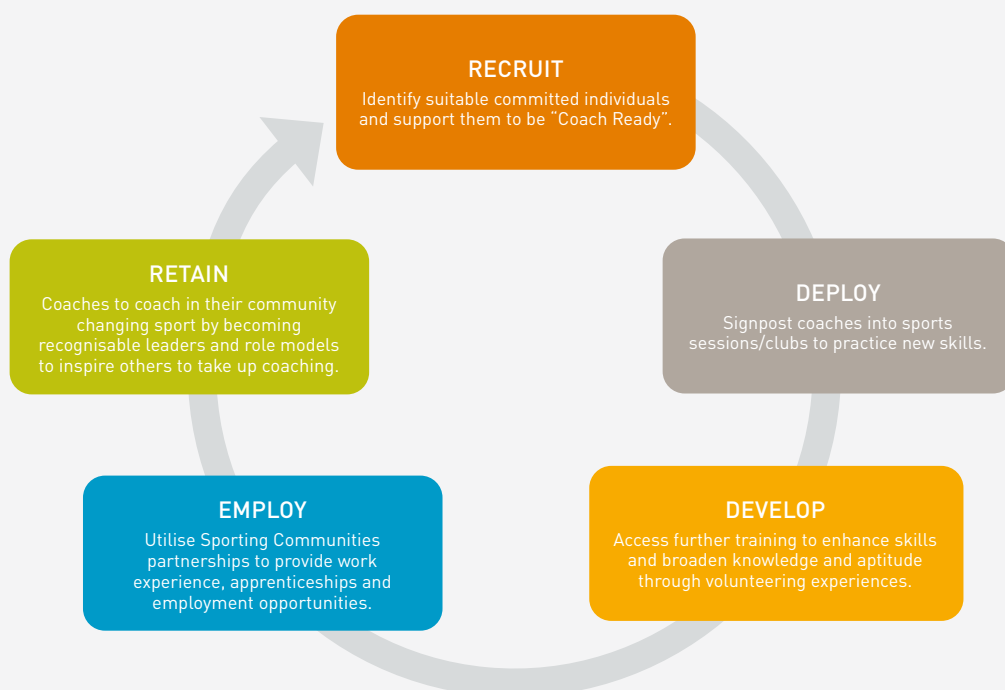 RECRUIT
Identify suitable committed individuals
and support them to be “Coach Ready”.
DEPLOY
Signpost coaches into sports
sessions/clubs to practice new skills.
DEVELOP
Access further training to enhance skills
and broaden knowledge and aptitude
through volunteering experiences.
EMPLOY
Utilise Sporting Communities
partnerships to provide work
experience, apprenticeships and
employment opportunities.
RETAIN
Coaches to coach in their community
changing sport by becoming
recognisable leaders and role models
to inspire others to take up coaching.